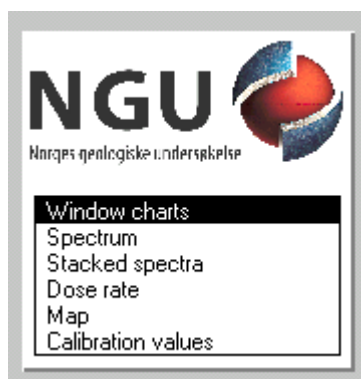 NGU
Norges geologiske undersøkelse
Window charts
Spectrum
Stacked spectra
Dose rate
Map
Calibration values